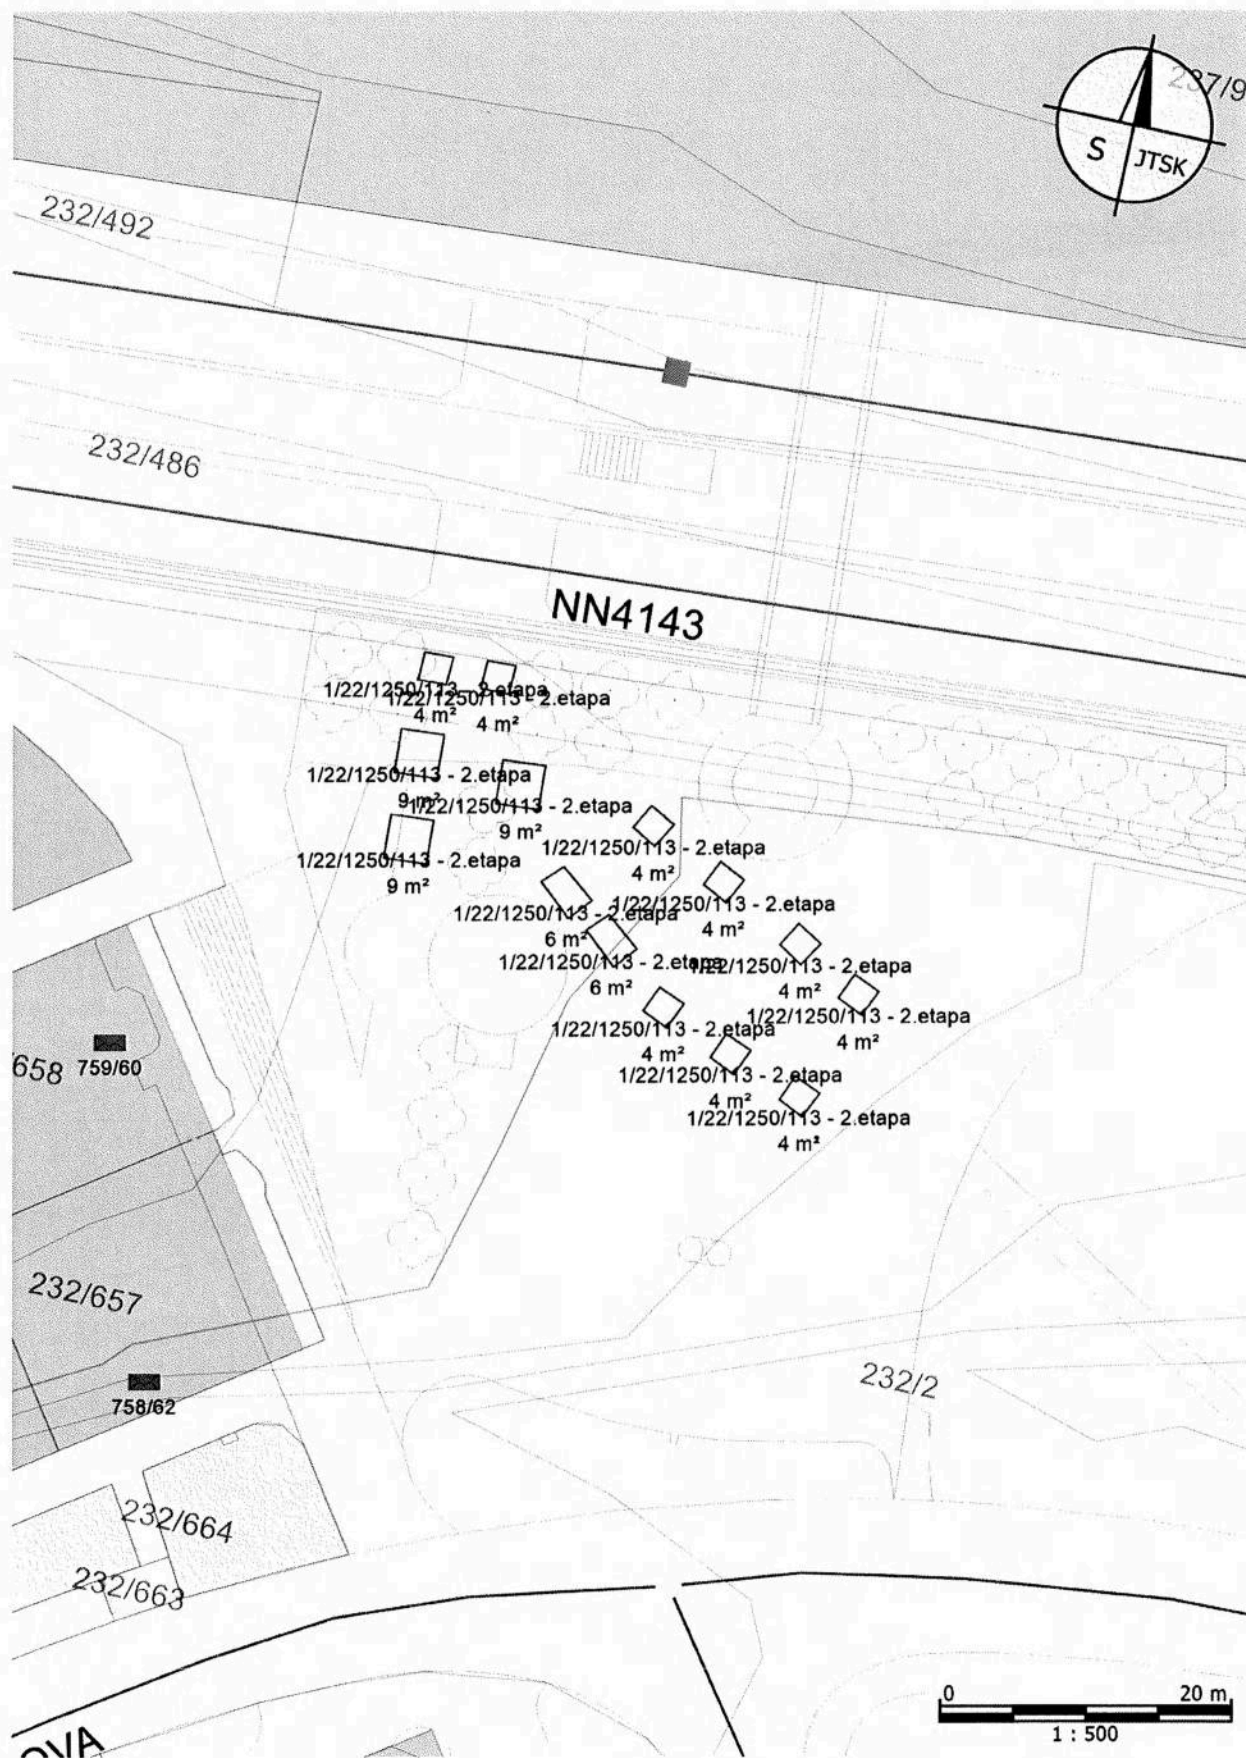 237/9
S JTSK
232/492
232/486
NN4143
1/22/1250/113 - 2.etapa
4 m²
1/22/1250/113 - 2.etapa
4 m²
1/22/1250/113 - 2.etapa
9 m²
1/22/1250/113 - 2.etapa
9 m²
1/22/1250/113 - 2.etapa
9 m²
1/22/1250/113 - 2.etapa
4 m²
1/22/1250/113 - 2.etapa
4 m²
1/22/1250/113 - 2.etapa
6 m²
1/22/1250/113 - 2.etapa
6 m²
1/22/1250/113 - 2.etapa
4 m²
1/22/1250/113 - 2.etapa
4 m²
1/22/1250/113 - 2.etapa
4 m²
1/22/1250/113 - 2.etapa
4 m²
1/22/1250/113 - 2.etapa
4 m²
/658
759/60
232/657
758/62
232/2
232/664
232/663
OVA
0 20 m
1 : 500